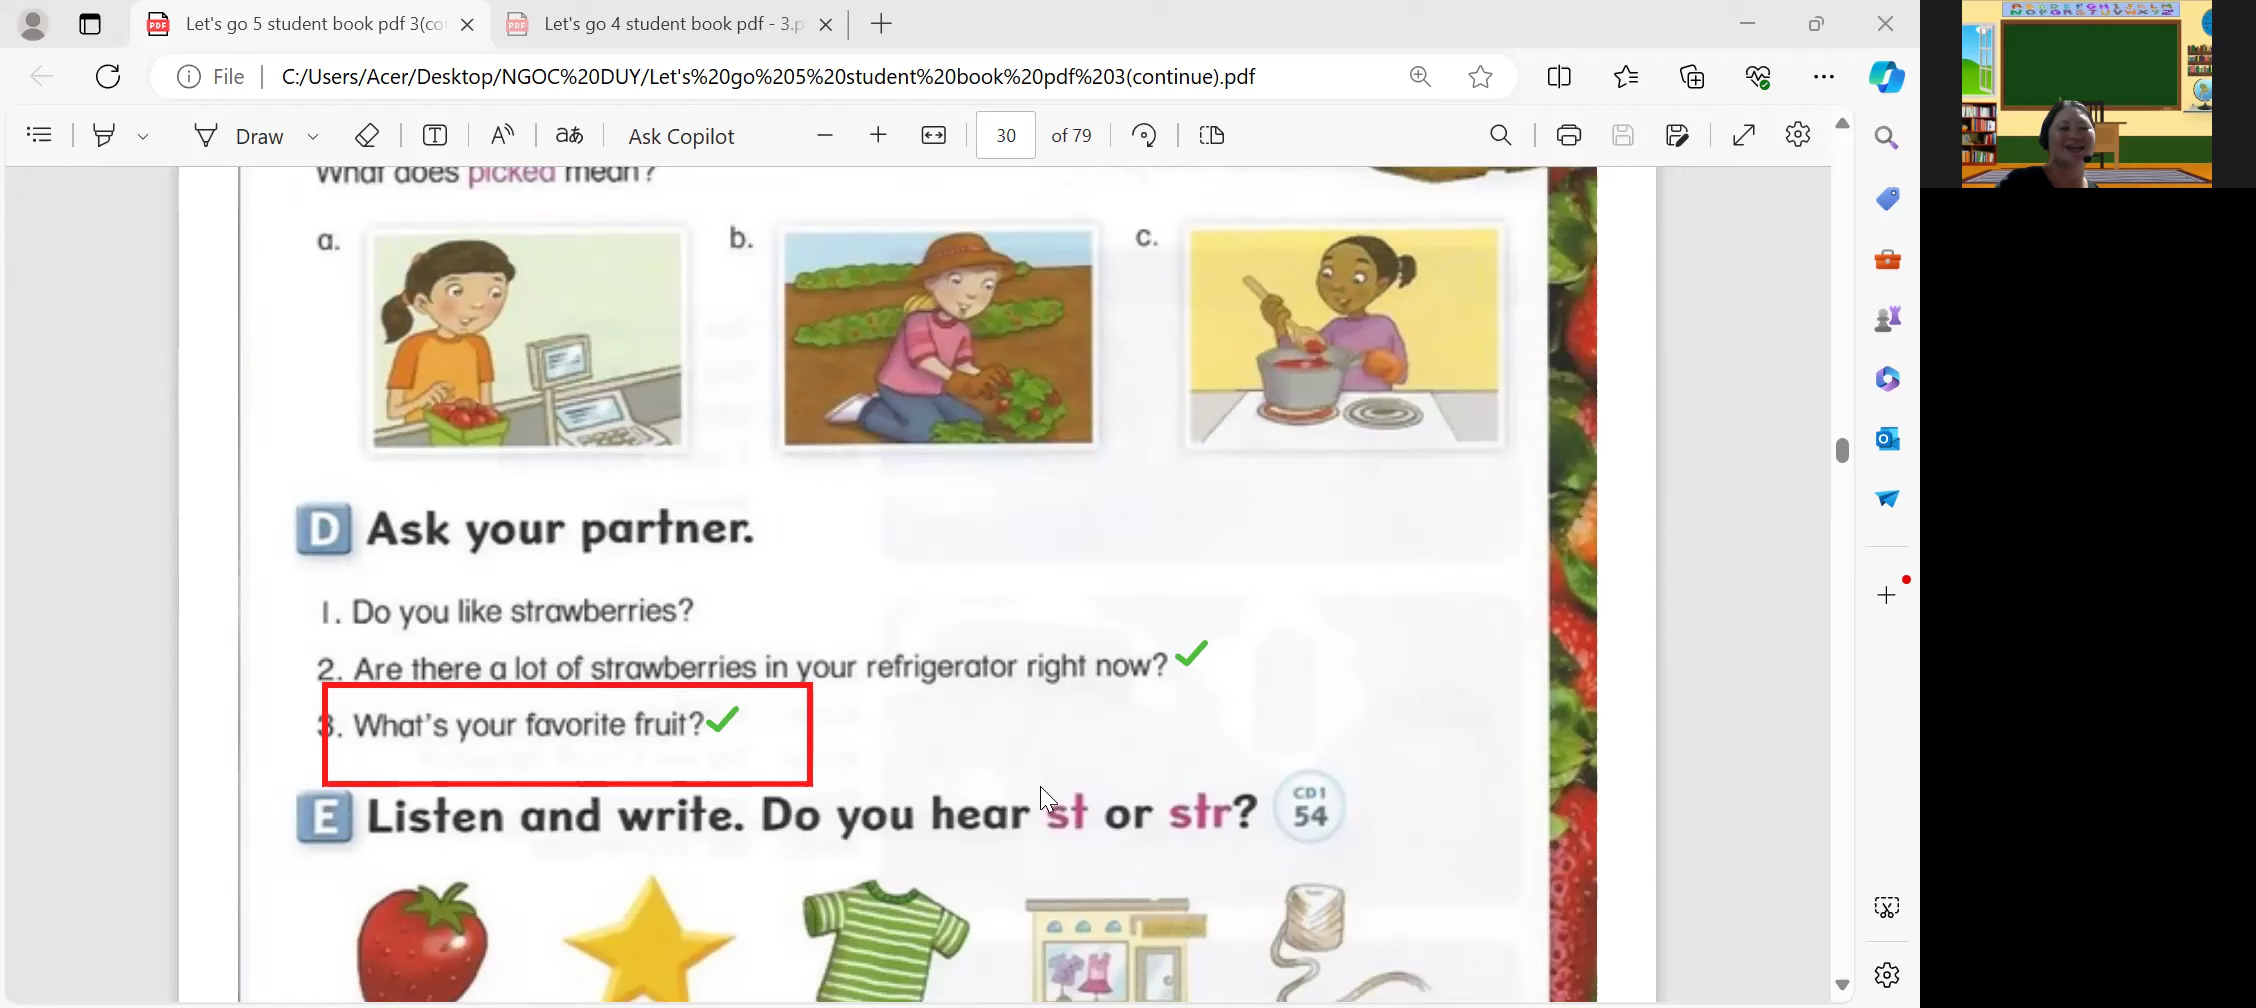 Let's go 5 student book pdf 3(co
Let's go 4 student book pdf - 3.p
File
C:/Users/Acer/Desktop/NGOC%20DUY/Let's%20go%205%20student%20book%20pdf%203(continue).pdf
Draw
aあ
Ask Copilot
30 of 79
What does picked mean?
a.
b.
c.
D Ask your partner.
1. Do you like strawberries?
2. Are there a lot of strawberries in your refrigerator right now?
3. What's your favorite fruit?
E Listen and write. Do you hear st or str?
CD1
54